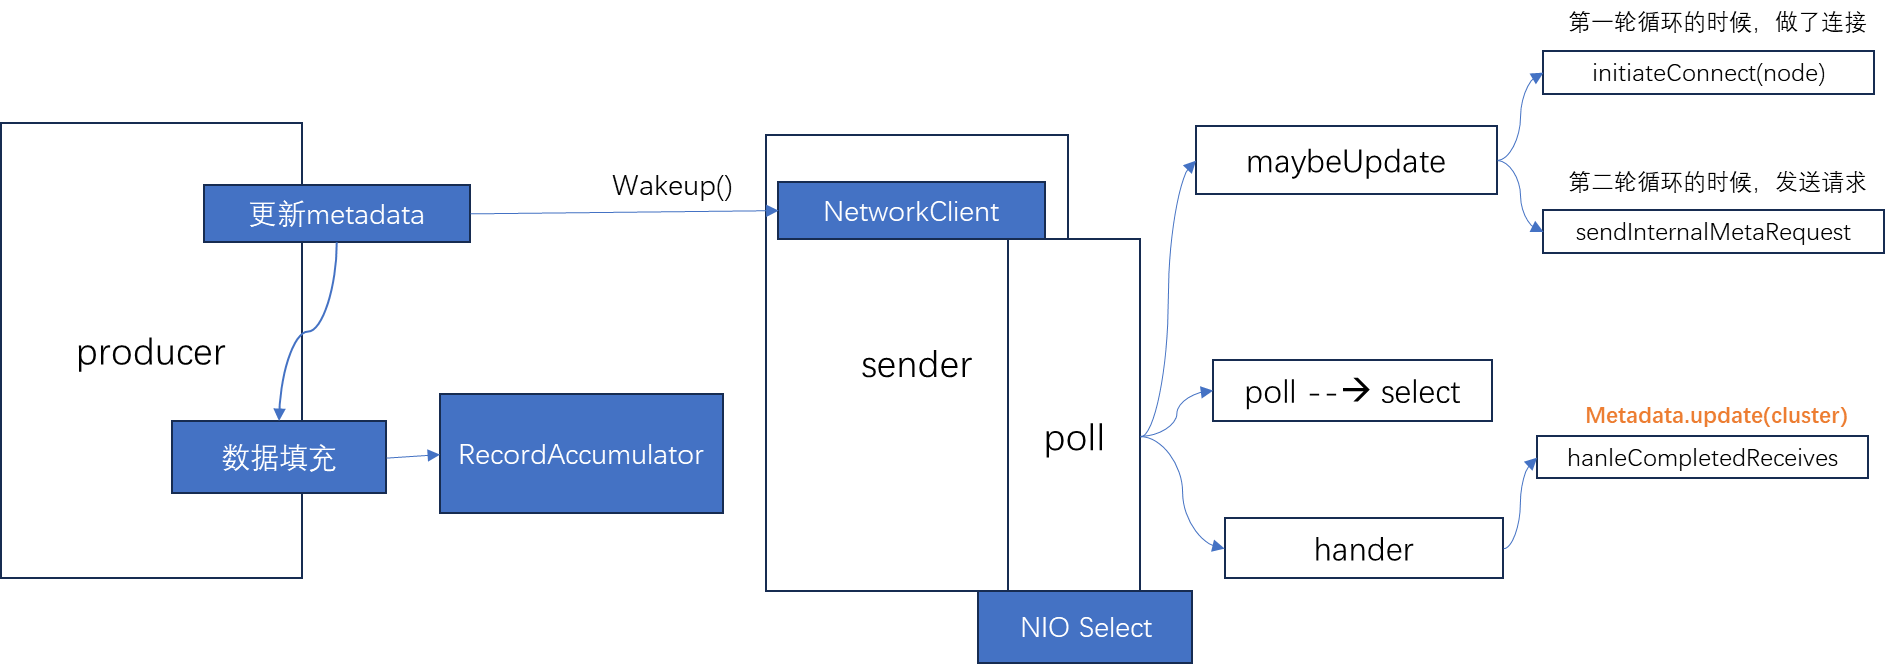 第一轮循环的时候，做了连接
initiateConnect(node)
maybeUpdate
更新metadata
Wakeup()
NetworkClient
第二轮循环的时候，发送请求
sendInternalMetaRequest
producer
sender
poll
poll --→ select
Metadata.update(cluster)
hanleCompletedReceives
数据填充
RecordAccumulator
hander
NIO Select